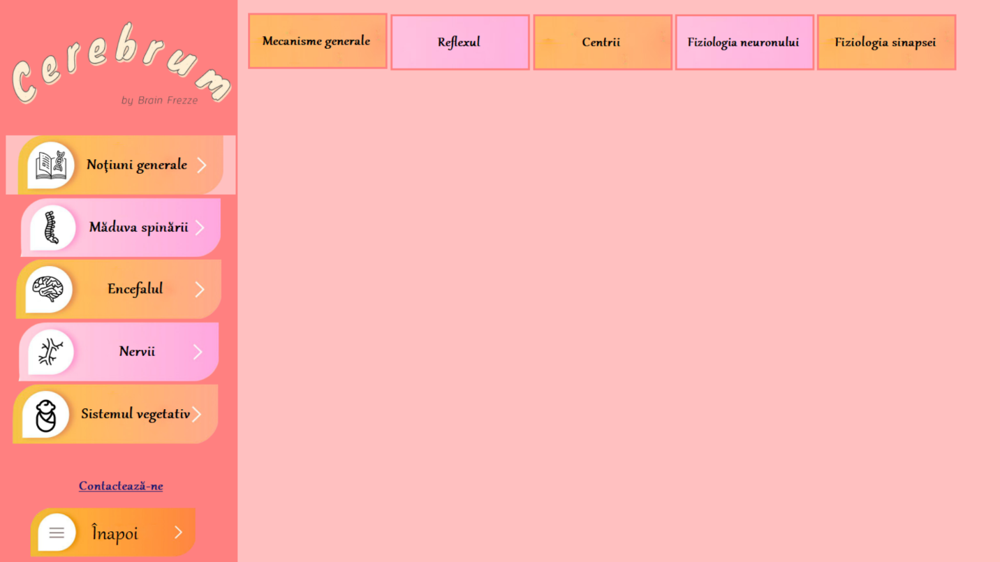 Cerebrum
by Brain Frezze
Mecanisme generale
Reflexul
Centrii
Fiziologia neuronului
Fiziologia sinapsei
Noțiuni generale
Măduva spinării
Encefalul
Nervii
Sistemul vegetativ
Contactează-ne
Înapoi